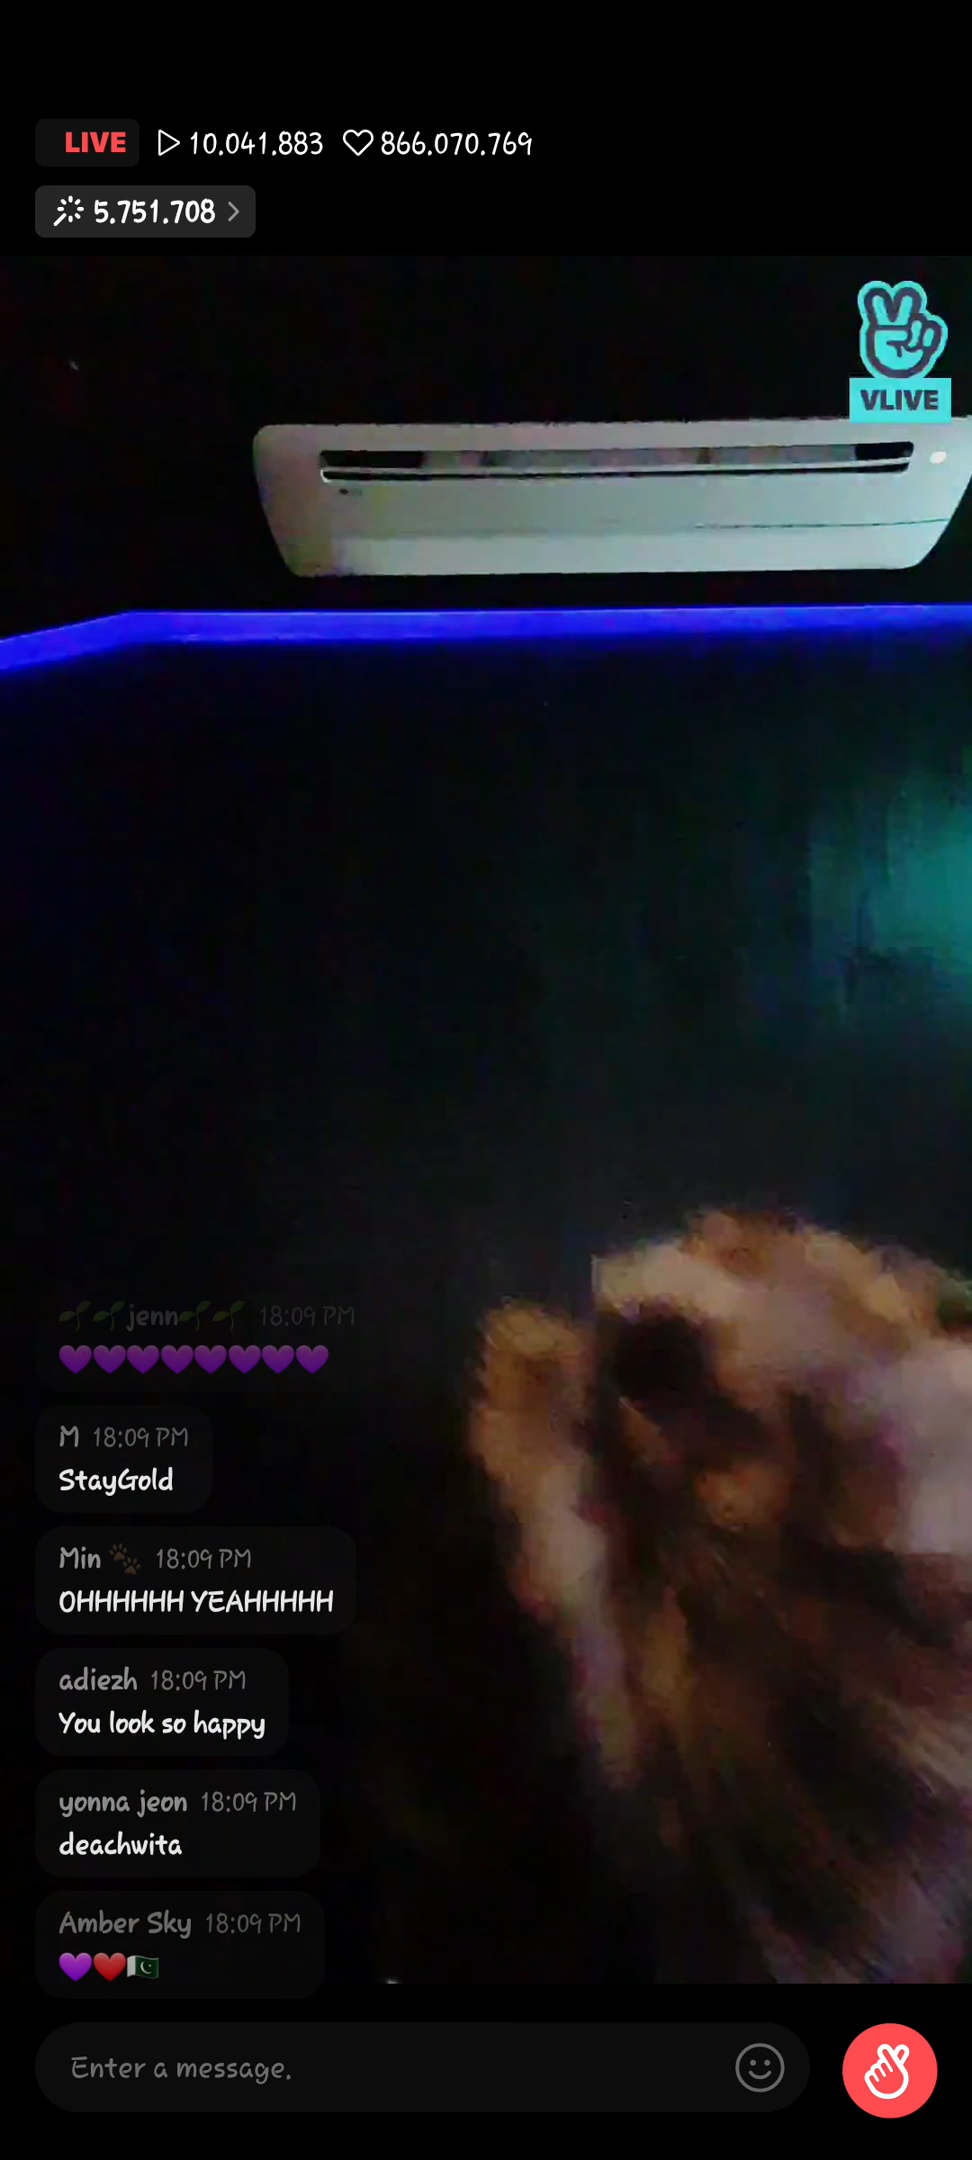 LIVE 10.041.883 866.070.769
5.751.708
VLIVE
jenn 18:09 PM
M 18:09 PM
StayGold
Min 18:09 PM
OHHHHHH YEAHHHHH
adiezh 18:09 PM
You look so happy
yonna jeon 18:09 PM
deachwita
Amber Sky 18:09 PM
Enter a message.